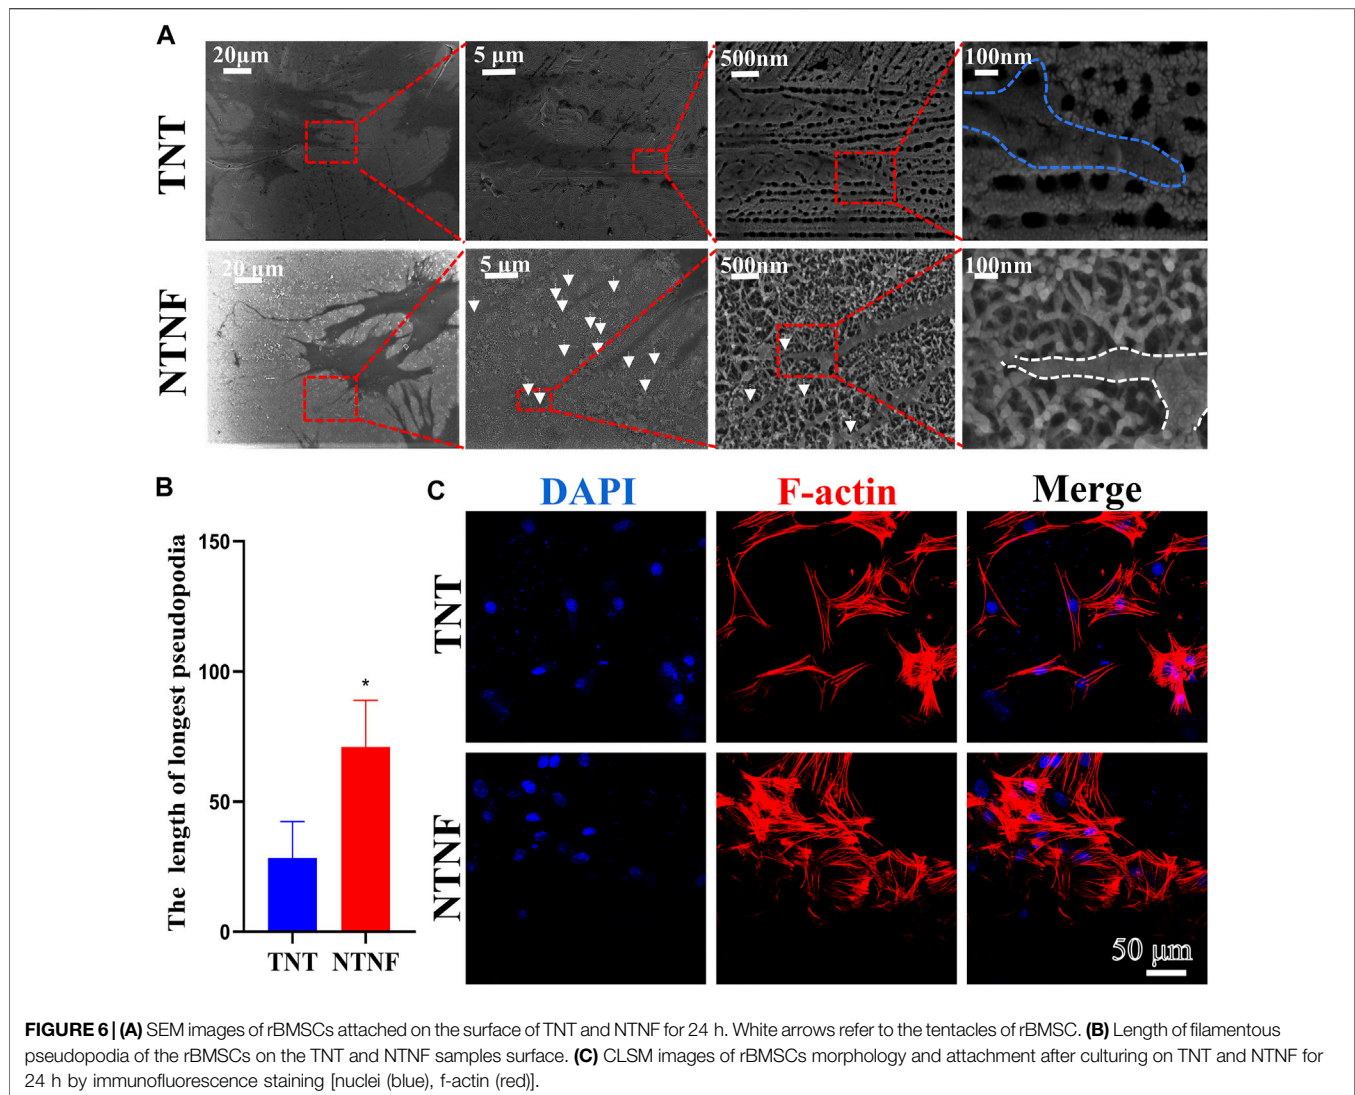 A
TNT
20μm
5 μm
500nm
100nm
NTNF
20 μm
5 μm
500nm
100nm
B
The length of longest pseudopodia
150
100
50
0
*
TNT NTNF
C
DAPI F-actin Merge
TNT
NTNF
50 μm
FIGURE 6 | (A) SEM images of rBMSCs attached on the surface of TNT and NTNF for 24 h. White arrows refer to the tentacles of rBMSC. (B) Length of filamentous
pseudopodia of the rBMSCs on the TNT and NTNF samples surface. (C) CLSM images of rBMSCs morphology and attachment after culturing on TNT and NTNF for
24 h by immunofluorescence staining [nuclei (blue), f-actin (red)].